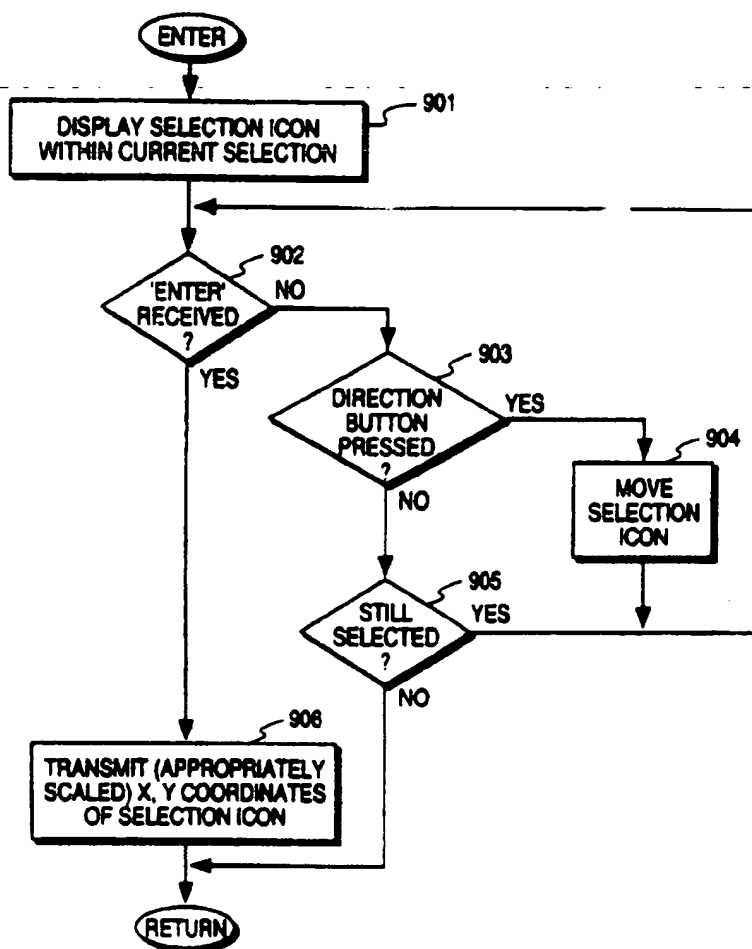 ENTER
901
DISPLAY SELECTION ICON
WITHIN CURRENT SELECTION
902
'ENTER'
RECEIVED
?
NO
YES
903
DIRECTION
BUTTON
PRESSED
?
YES
NO
904
MOVE
SELECTION
ICON
905
STILL
SELECTED
?
YES
NO
906
TRANSMIT (APPROPRIATELY
SCALED) X, Y COORDINATES
OF SELECTION ICON
RETURN